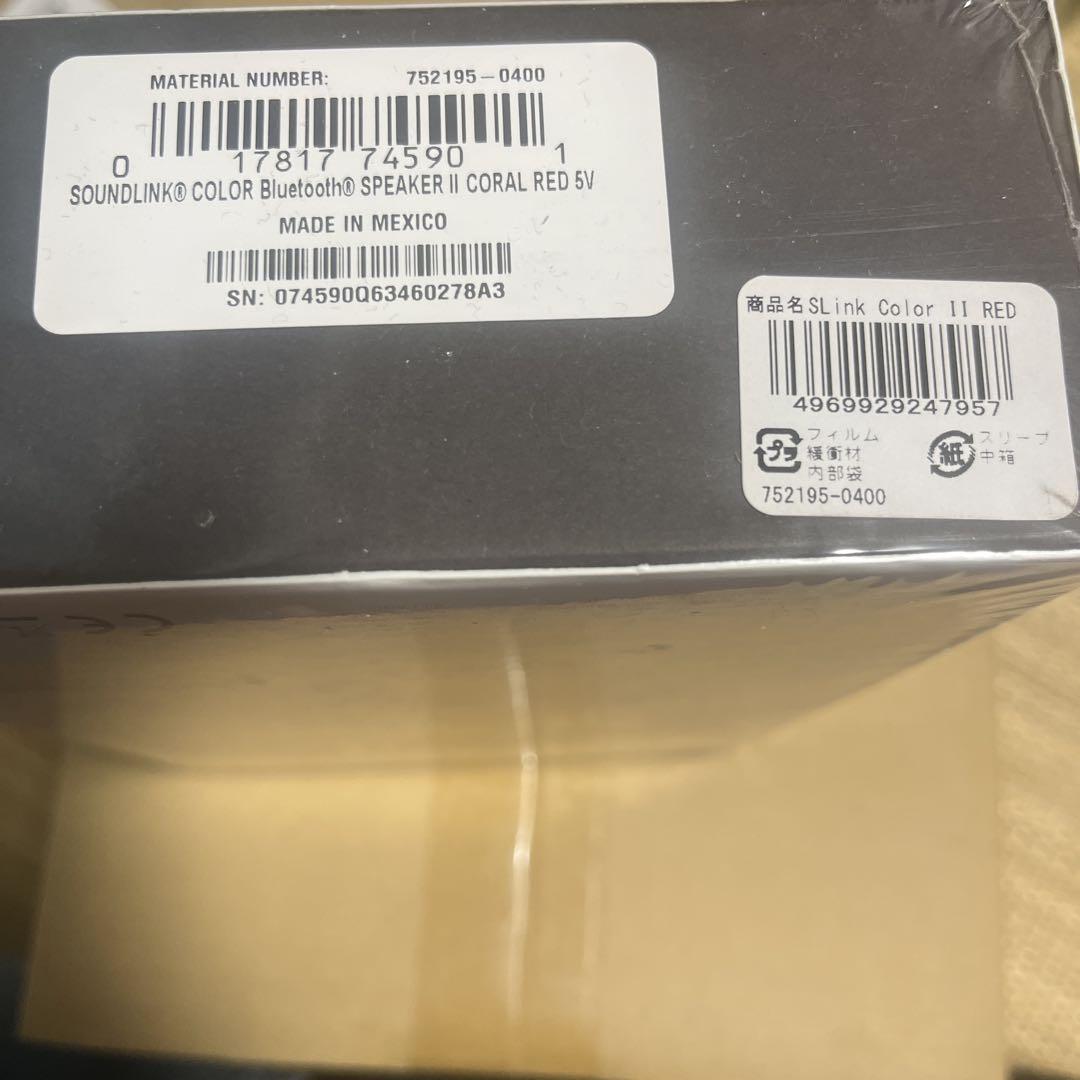 MATERIAL NUMBER: 752195-0400
0 17817 74590 1
SOUNDLINK® COLOR Bluetooth® SPEAKER II CORAL RED 5V
MADE IN MEXICO
SN: 074590Q63460278A3
商品名SLink Color II RED
4969929247957
プラ
フィルム
緩衝材
内部袋
紙
スリーブ
中箱
752195-0400